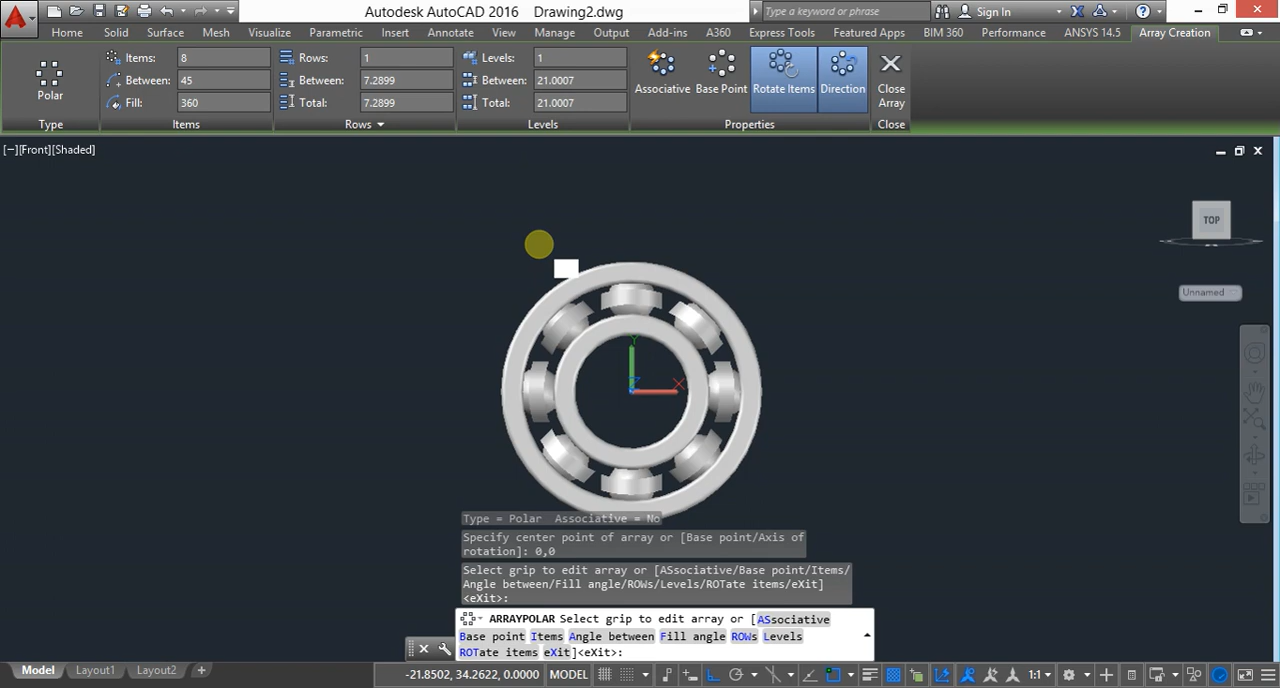 Autodesk AutoCAD 2016 Drawing2.dwg
Type a keyword or phrase
Sign In
Home Solid Surface Mesh Visualize Parametric Insert Annotate View Manage Output Add-ins A360 Express Tools Featured Apps BIM 360 Performance ANSYS 14.5 Array Creation
Polar
Type
Items: 8
Between: 45
Fill: 360
Items
Rows: 1
Between: 7.2899
Total: 7.2899
Rows
Levels: 1
Between: 21.0007
Total: 21.0007
Levels
Associative Base Point Rotate Items Direction
Properties
Close
Array
Close
[−][Front][Shaded]
TOP
Unnamed
Y
X
Z
Type = Polar Associative = No
Specify center point of array or [Base point/Axis of
rotation]: 0,0
Select grip to edit array or [ASsociative/Base point/Items/
Angle between/Fill angle/ROWs/Levels/ROTate items/eXit]
<eXit>:
ARRAYPOLAR Select grip to edit array or [ASsociative
Base point Items Angle between Fill angle ROWs Levels
ROTate items eXit]<eXit>:
Model Layout1 Layout2 +
-21.8502, 34.2622, 0.0000 MODEL
1:1